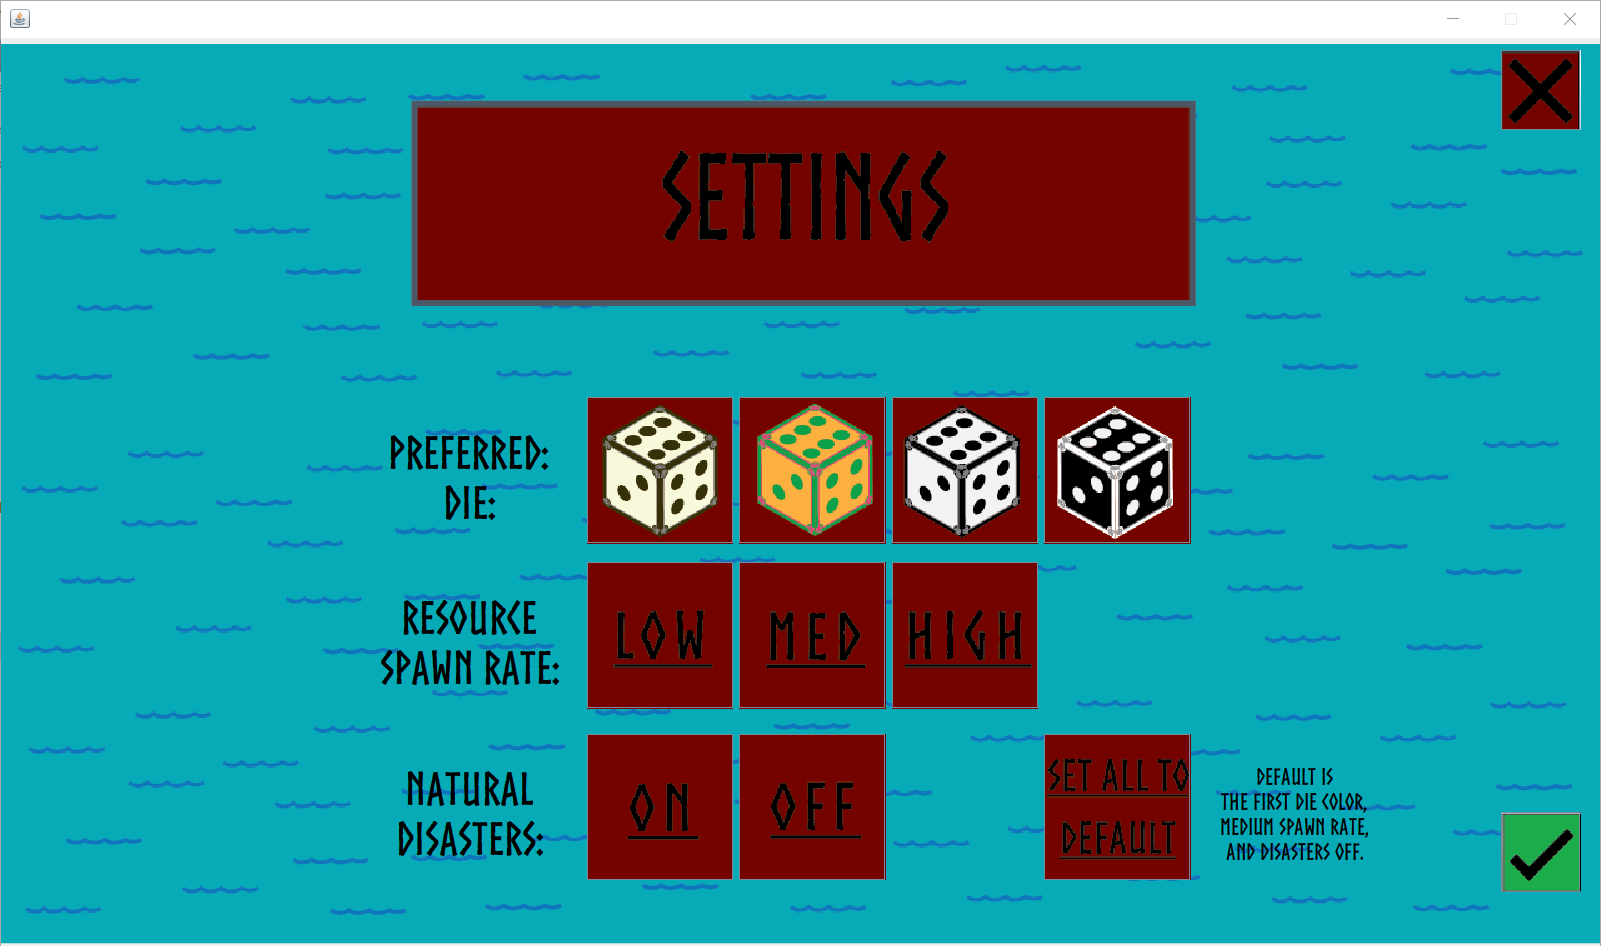 SETTINGS
PREFERRED:
DIE:
RESOURCE
SPAWN RATE:
LOW MED HIGH
NATURAL
DISASTERS:
ON OFF
SET ALL TO
DEFAULT
DEFAULT IS
THE FIRST DIE COLOR,
MEDIUM SPAWN RATE,
AND DISASTERS OFF.